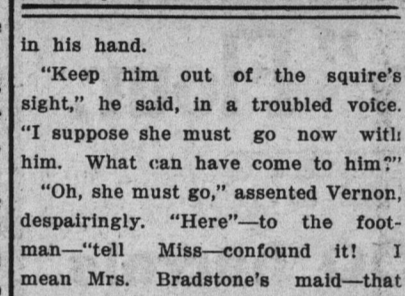 in his hand.
"Keep him out of the squire's
sight," he said, in a troubled voice.
"I suppose she must go now with
him. What can have come to him?"
"Oh, she must go," assented Vernon,
despairingly. "Here"—to the foot-
man—"tell Miss—confound it! I
mean Mrs. Bradstone's maid—that